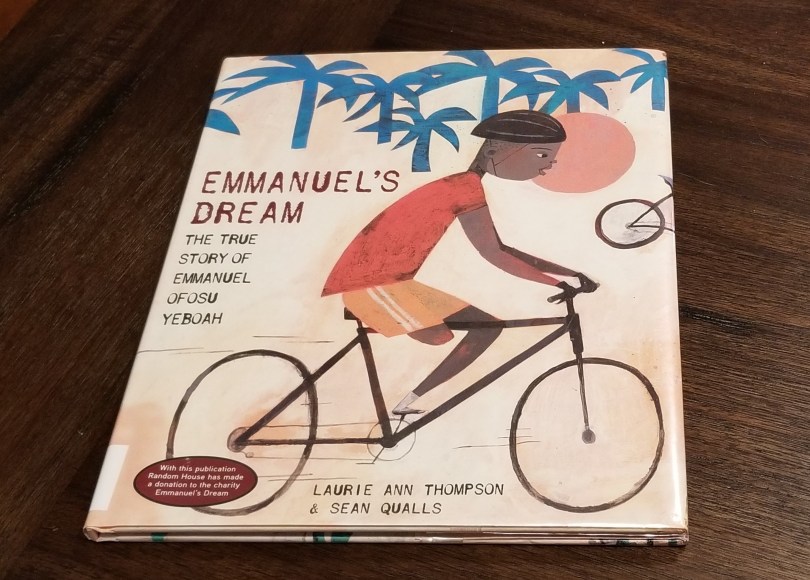 EMMANUEL'S
DREAM
THE TRUE
STORY OF
EMMANUEL
OFOSU
YEBOAH
With this publication
Random House has made
a donation to the charity
Emmanuel's Dream
LAURIE ANN THOMPSON
& SEAN QUALLS